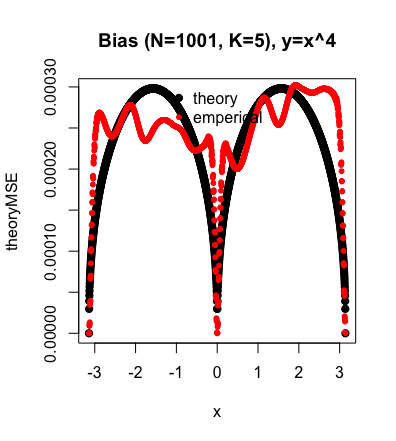 Bias (N=1001, K=5), y=x^4
theoryMSE
0.00030
0.00020
0.00010
0.00000
theory
emperical
-3 -2 -1 0 1 2 3
x